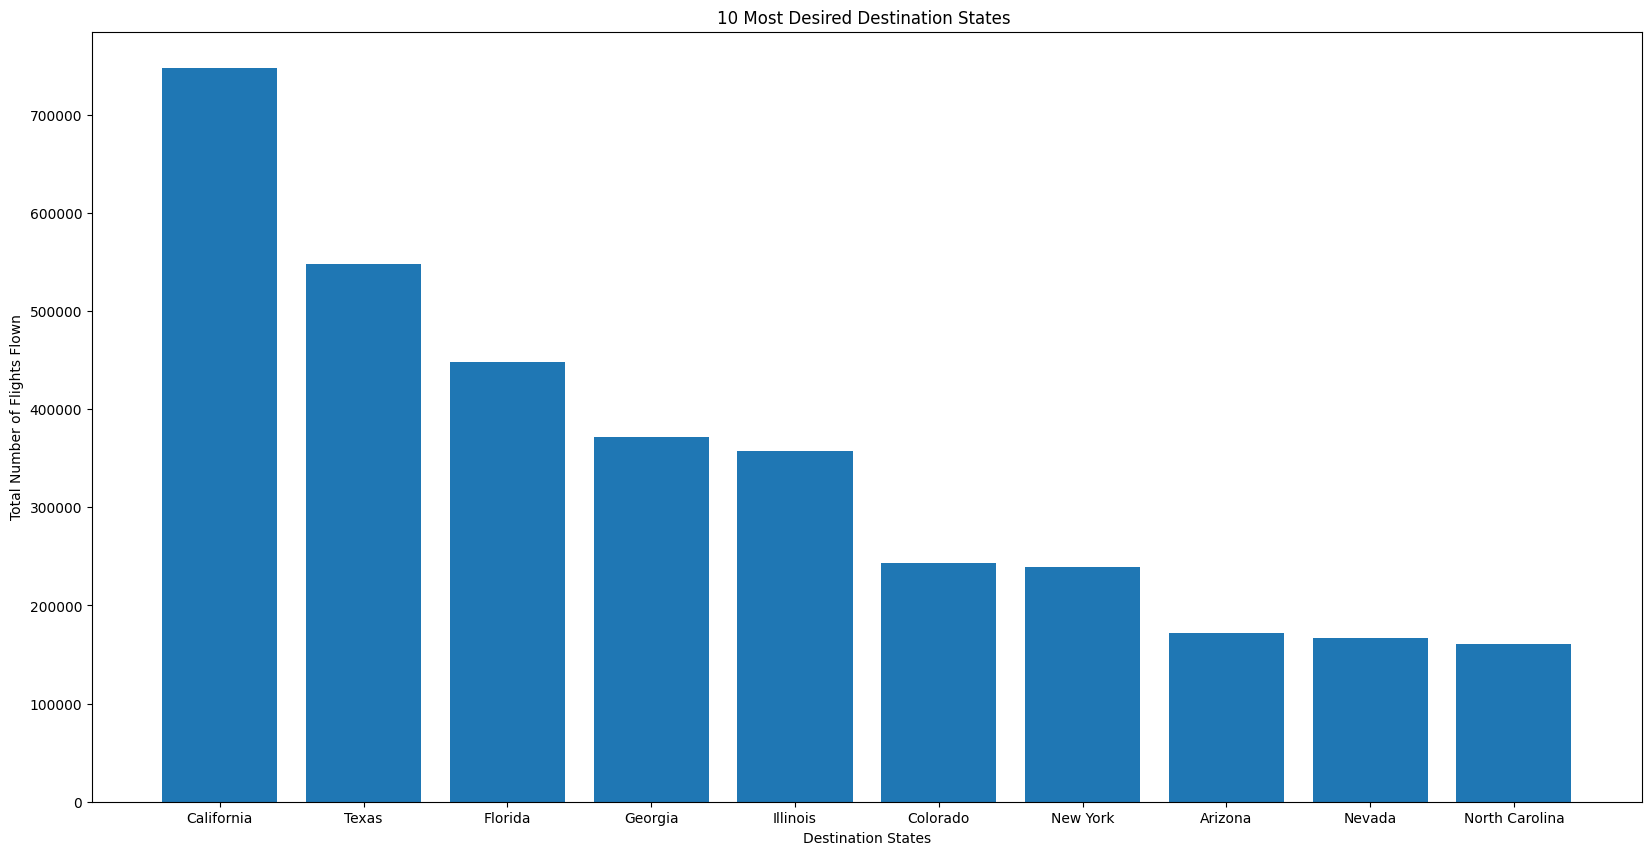 10 Most Desired Destination States
Total Number of Flights Flown
700000
600000
500000
400000
300000
200000
100000
0
California Texas Florida Georgia Illinois Colorado New York Arizona Nevada North Carolina
Destination States